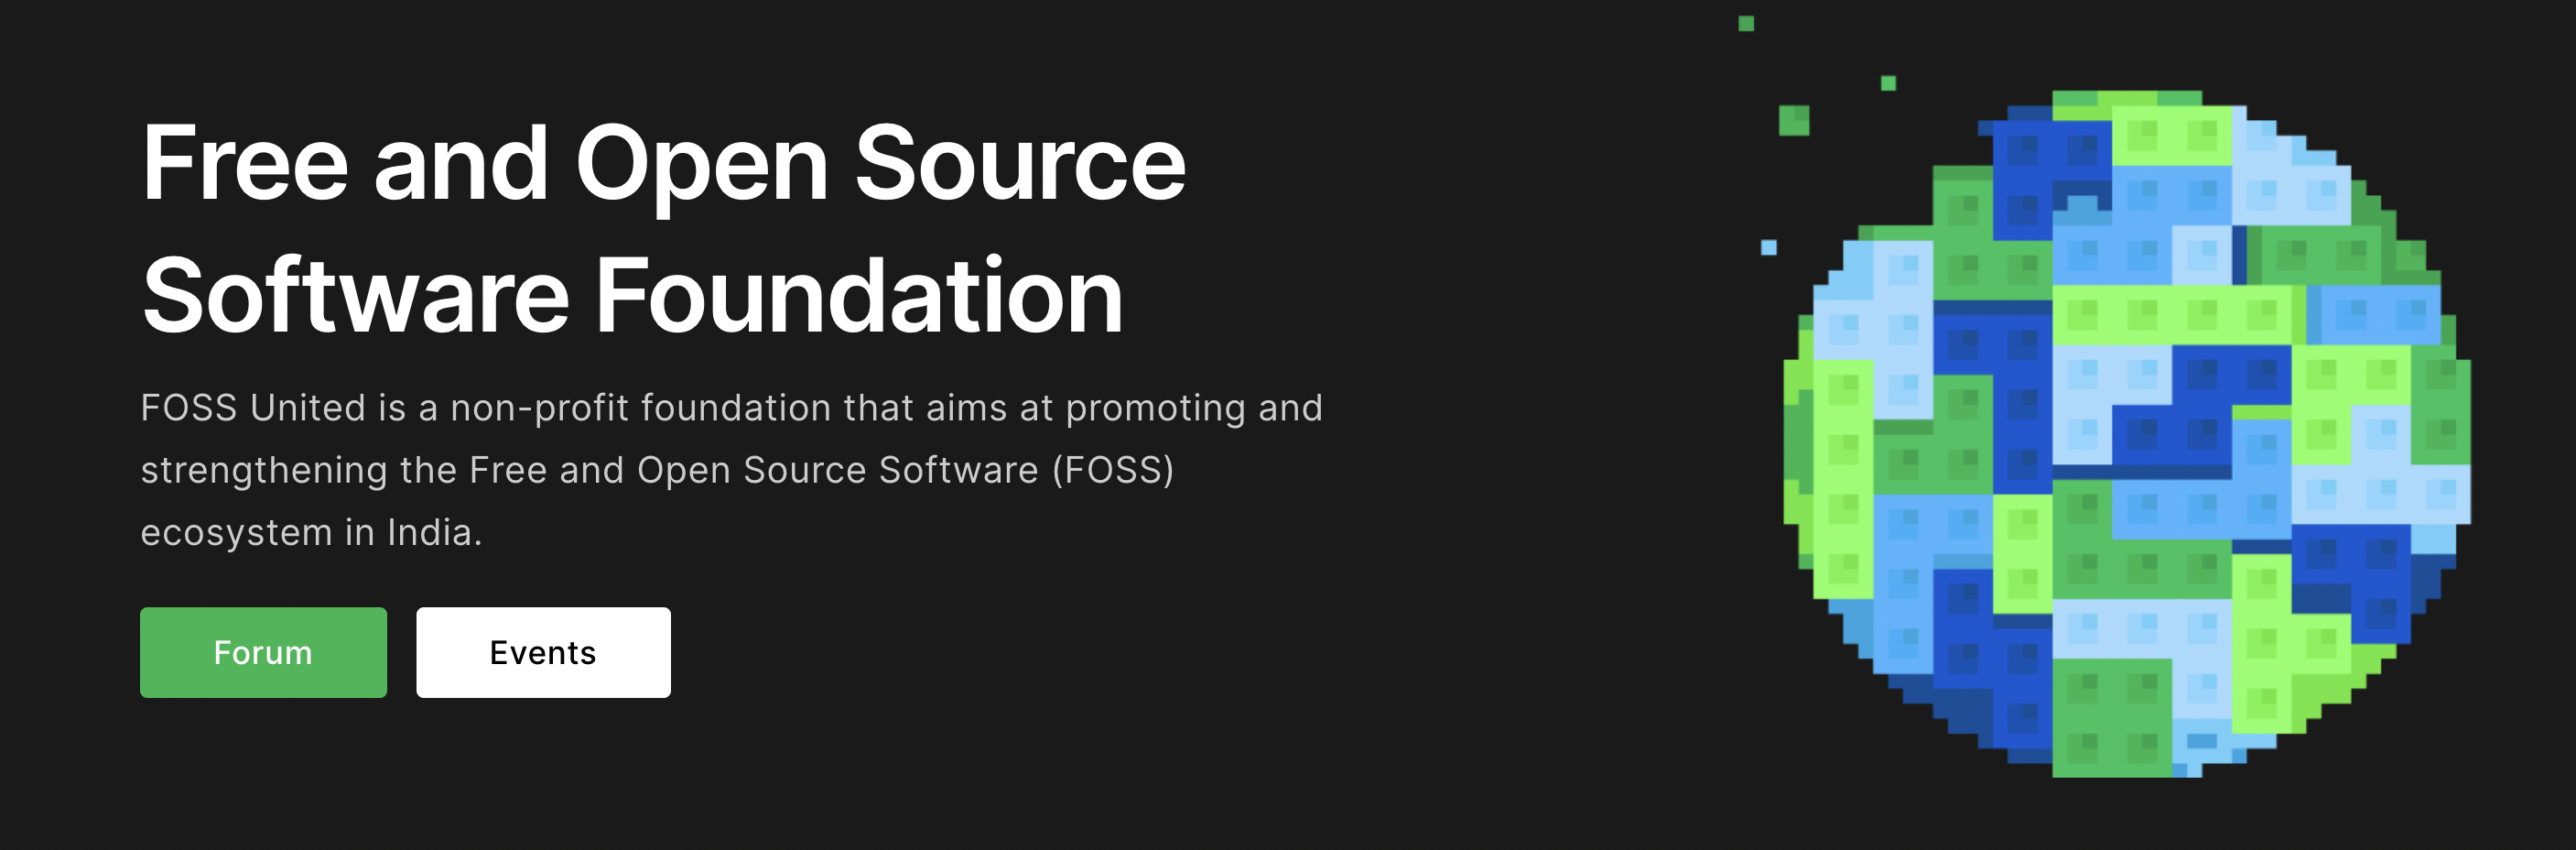 Free and Open Source
Software Foundation
FOSS United is a non-profit foundation that aims at promoting and
strengthening the Free and Open Source Software (FOSS)
ecosystem in India.
Forum
Events